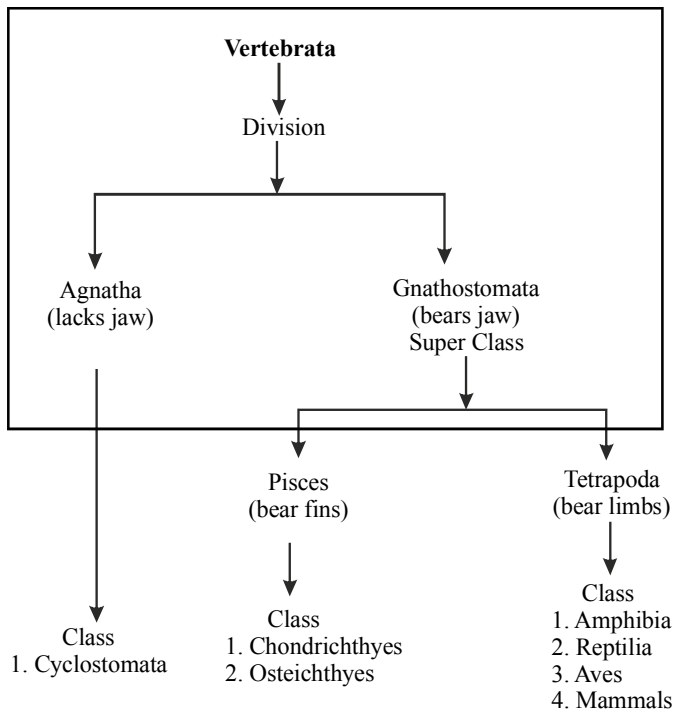 Vertebrata
Division
Agnatha
(lacks jaw)
Gnathostomata
(bears jaw)
Super Class
Pisces
(bear fins)
Tetrapoda
(bear limbs)
Class
1. Cyclostomata
Class
1. Chondrichthyes
2. Osteichthyes
Class
1. Amphibia
2. Reptilia
3. Aves
4. Mammals